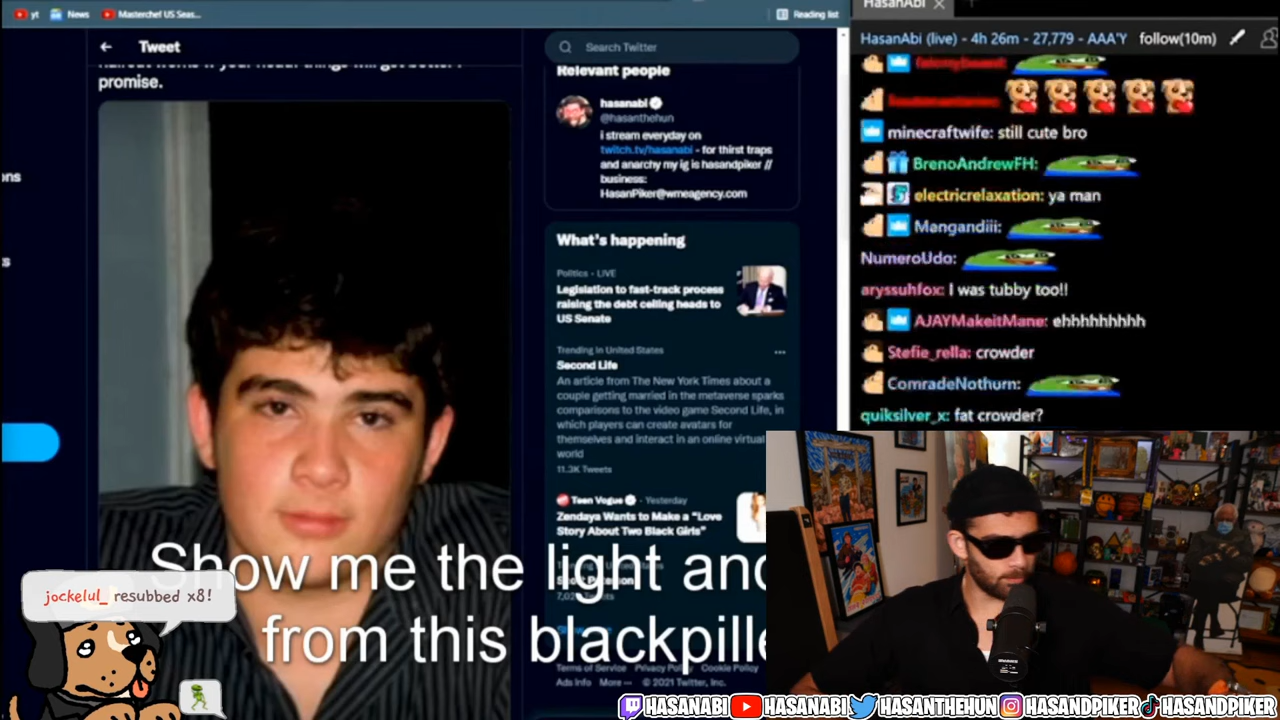 yt
News
Masterchef US Seas...
Reading list
HasanAbi
HasanAbi (live) - 4h 26m - 27,779 - AAA'Y
follow(10m)
Tweet
promise.
ons
s
Search Twitter
Relevant people
hasanabi
@hasanthehun
i stream everyday on
twitch.tv/hasanabi - for thirst traps
and anarchy my ig is hasandpiker //
business:
HasanPiker@wmeagency.com
What's happening
Politics - LIVE
Legislation to fast-track process
raising the debt ceiling heads to
US Senate
Trending in United States
Second Life
An article from The New York Times about a
couple getting married in the metaverse sparks
comparisons to the video game Second Life, in
which players can create avatars for
themselves and interact in an online virtual
world
11.3K Tweets
Teen Vogue - Yesterday
Zendaya Wants to Make a "Love
Story About Two Black Girls"
Terms of Service Privacy Policy Cookie Policy
Ads Info More ... © 2021 Twitter, Inc.
minecraftwife: still cute bro
BrenoAndrewFH:
electricrelaxation: ya man
Mangandiii:
NumeroUdo:
aryssuhfox: I was tubby too!!
AJAYMakeitMane: ehhhhhhhhh
Stefie_rella: crowder
ComradeNothurn:
quiksilver_x: fat crowder?
Show me the light and
from this blackpille
jockelul_ resubbed x8!
HASANABI HASANABI HASANTHEHUN HASANDPIKER HASANDPIKER